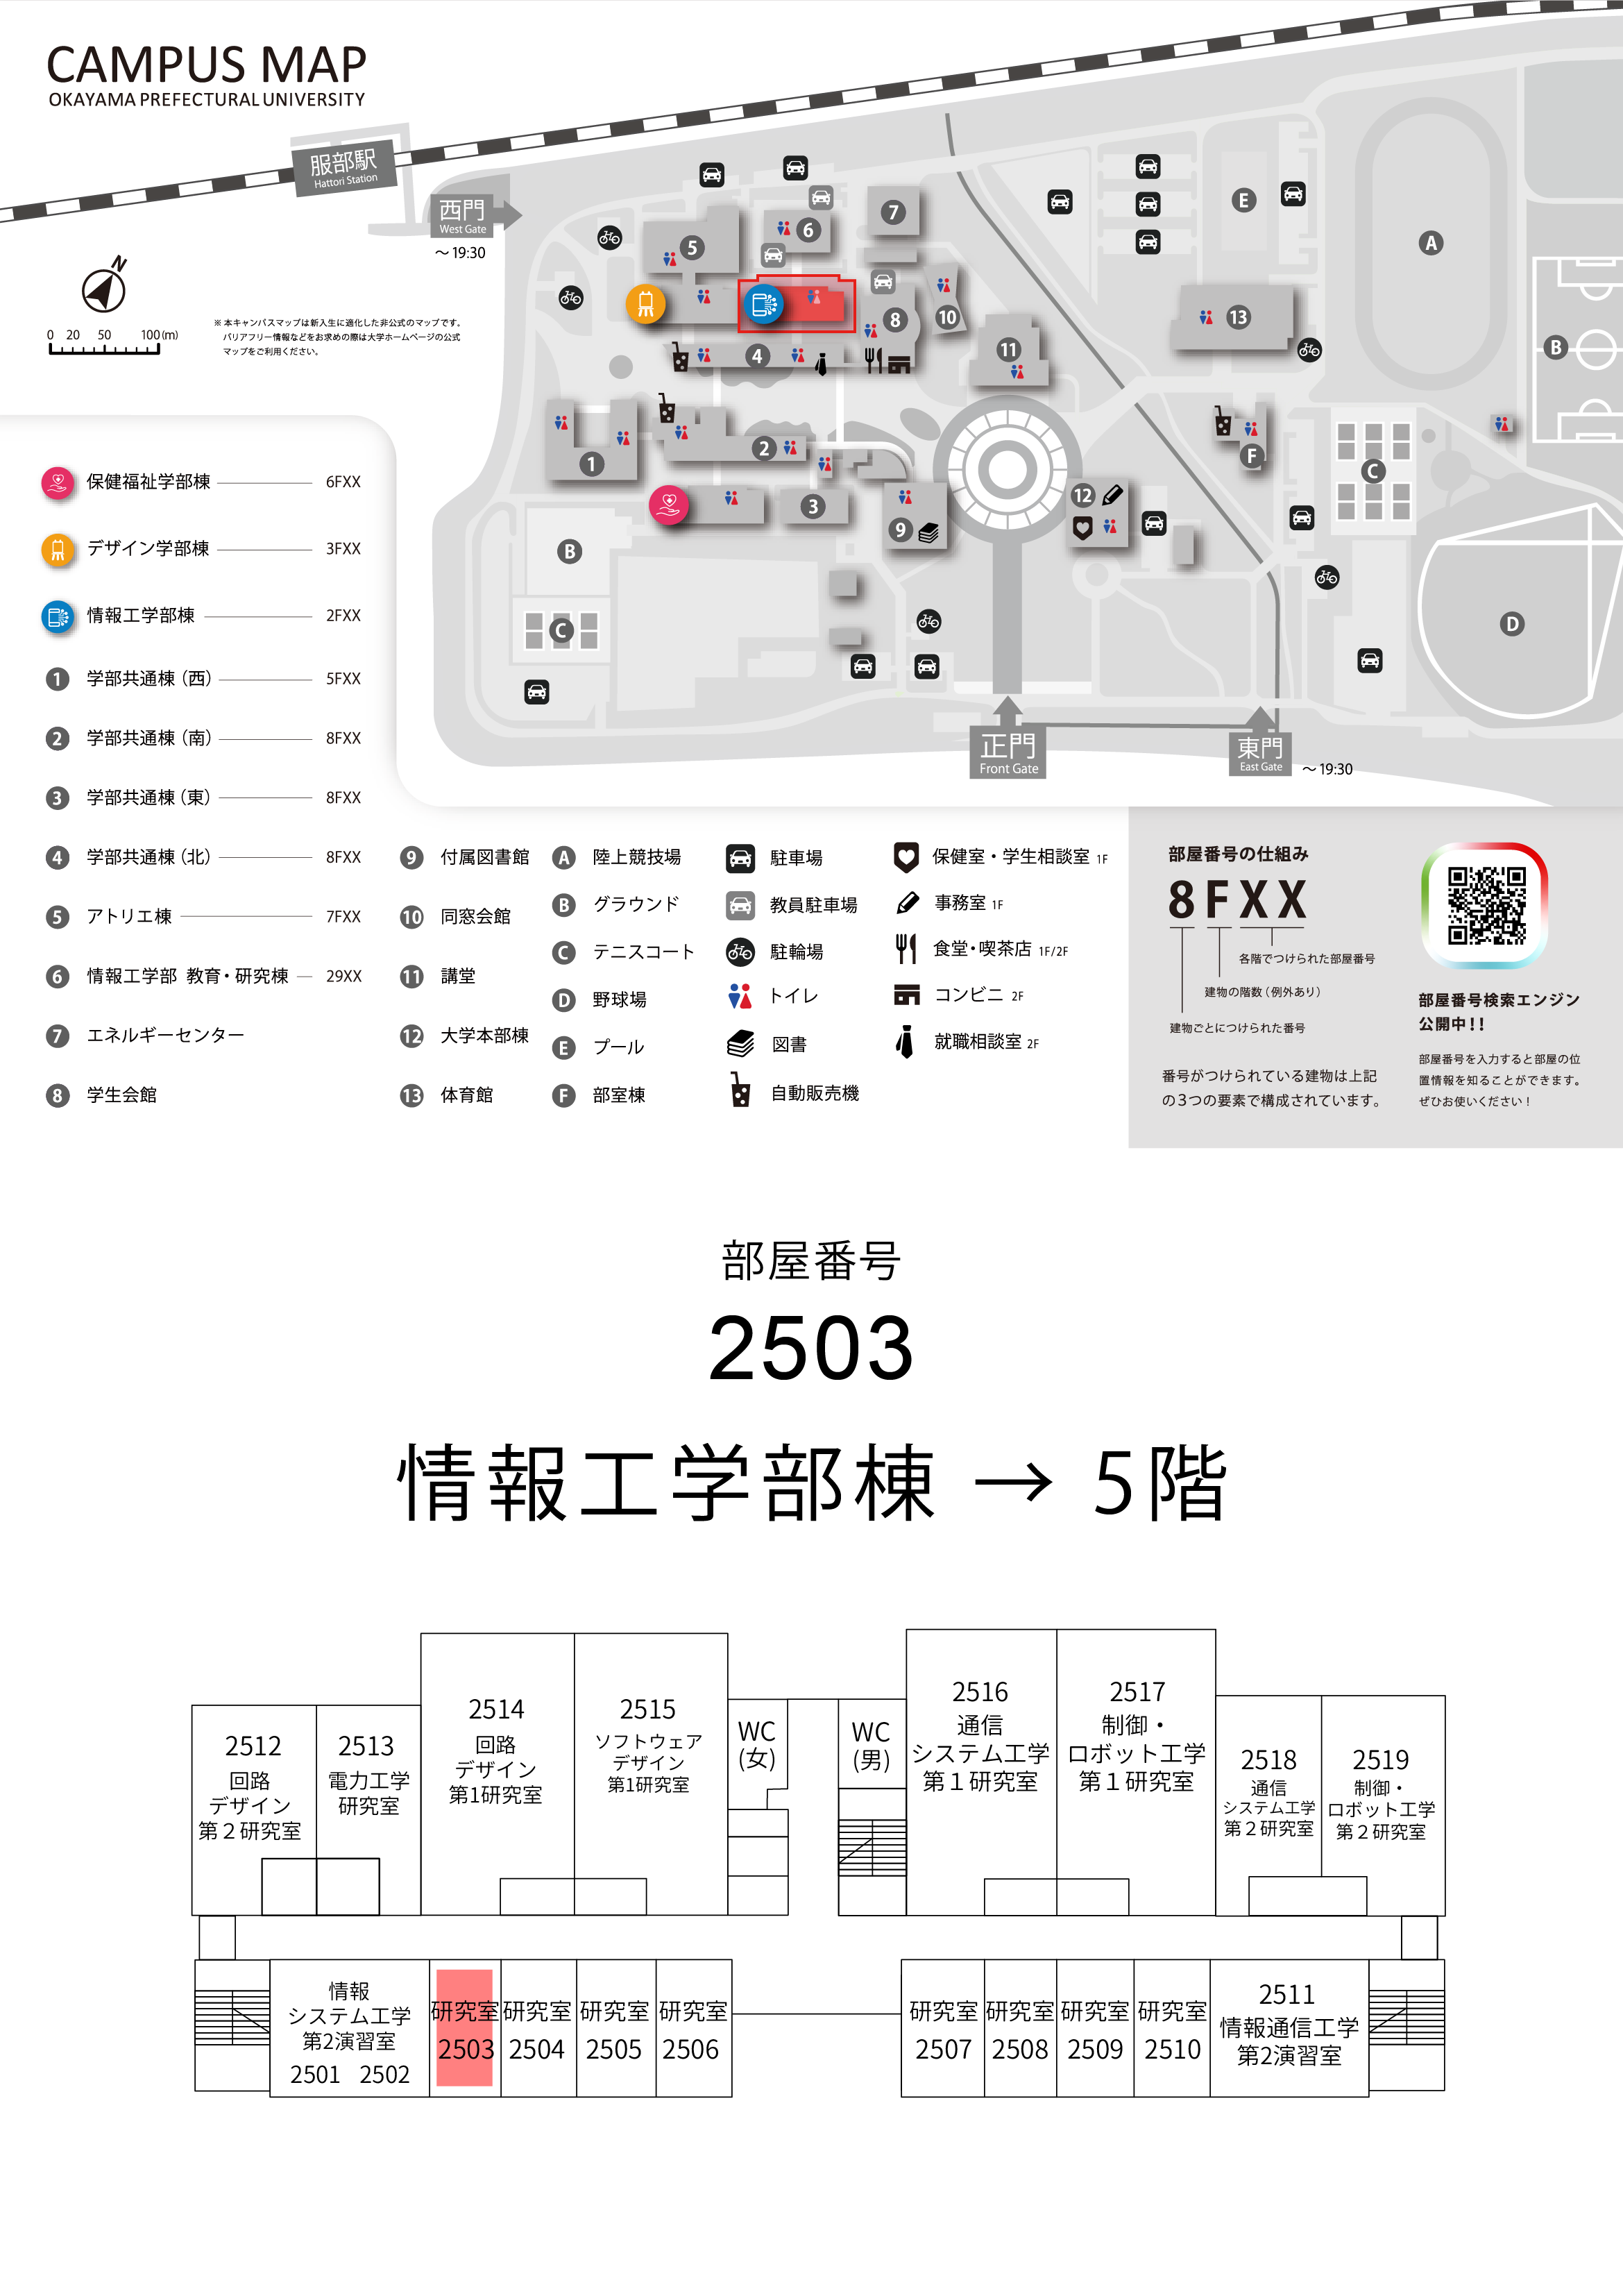 CAMPUS MAP
OKAYAMA PREFECTURAL UNIVERSITY
服部駅
Hattori Station
西門
West Gate
～19:30
N
0 20 50 100(m)
※ 本キャンパスマップは新入生に適化した非公式のマップです。
バリアフリー情報などをお求めの際は大学ホームページの公式
マップをご利用ください。
7
6
5
E
A
8
10
13
11
4
B
2
1
F
C
12
3
9
B
C
D
正門
Front Gate
東門
East Gate
～19:30
保健福祉学部棟 6FXX
デザイン学部棟 3FXX
情報工学部棟 2FXX
1 学部共通棟（西） 5FXX
2 学部共通棟（南） 8FXX
3 学部共通棟（東） 8FXX
4 学部共通棟（北） 8FXX
5 アトリエ棟 7FXX
6 情報工学部 教育・研究棟 29XX
7 エネルギーセンター
8 学生会館
9 付属図書館
10 同窓会館
11 講堂
12 大学本部棟
13 体育館
A 陸上競技場
B グラウンド
C テニスコート
D 野球場
E プール
F 部室棟
駐車場
教員駐車場
駐輪場
トイレ
図書
自動販売機
保健室・学生相談室 1F
事務室 1F
食堂・喫茶店 1F/2F
コンビニ 2F
就職相談室 2F
部屋番号の仕組み
8FXX
各階でつけられた部屋番号
建物の階数（例外あり）
建物ごとにつけられた番号
番号がつけられている建物は上記
の3つの要素で構成されています。
部屋番号検索エンジン
公開中！！
部屋番号を入力すると部屋の位
置情報を知ることができます。
ぜひお使いください！
部屋番号
2503
情報工学部棟 → 5階
2512
回路
デザイン
第２研究室
2513
電力工学
研究室
2514
回路
デザイン
第1研究室
2515
ソフトウェア
デザイン
第1研究室
WC
(女)
WC
(男)
2516
通信
システム工学
第１研究室
2517
制御・
ロボット工学
第１研究室
2518
通信
システム工学
第２研究室
2519
制御・
ロボット工学
第２研究室
情報
システム工学
第2演習室
2501 2502
研究室
2503
研究室
2504
研究室
2505
研究室
2506
研究室
2507
研究室
2508
研究室
2509
研究室
2510
2511
情報通信工学
第2演習室